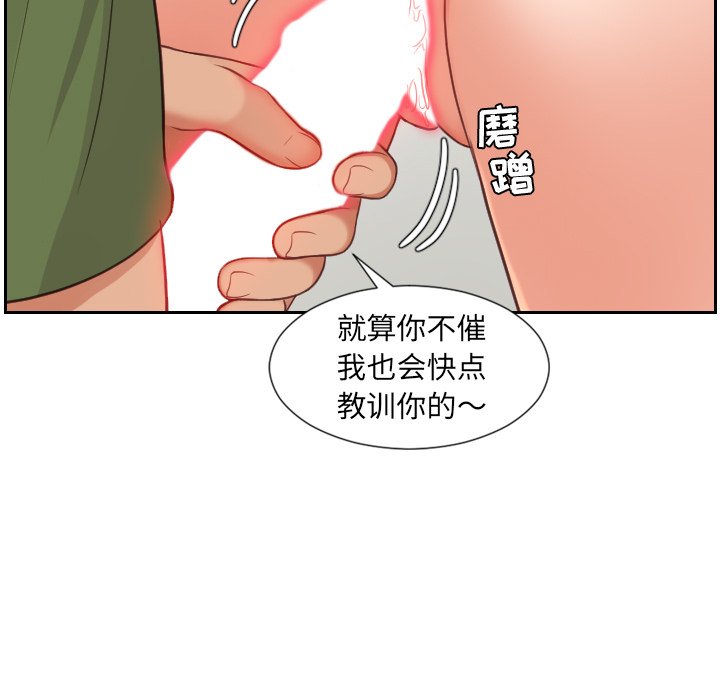 磨
蹭
就算你不催
我也会快点
教训你的～